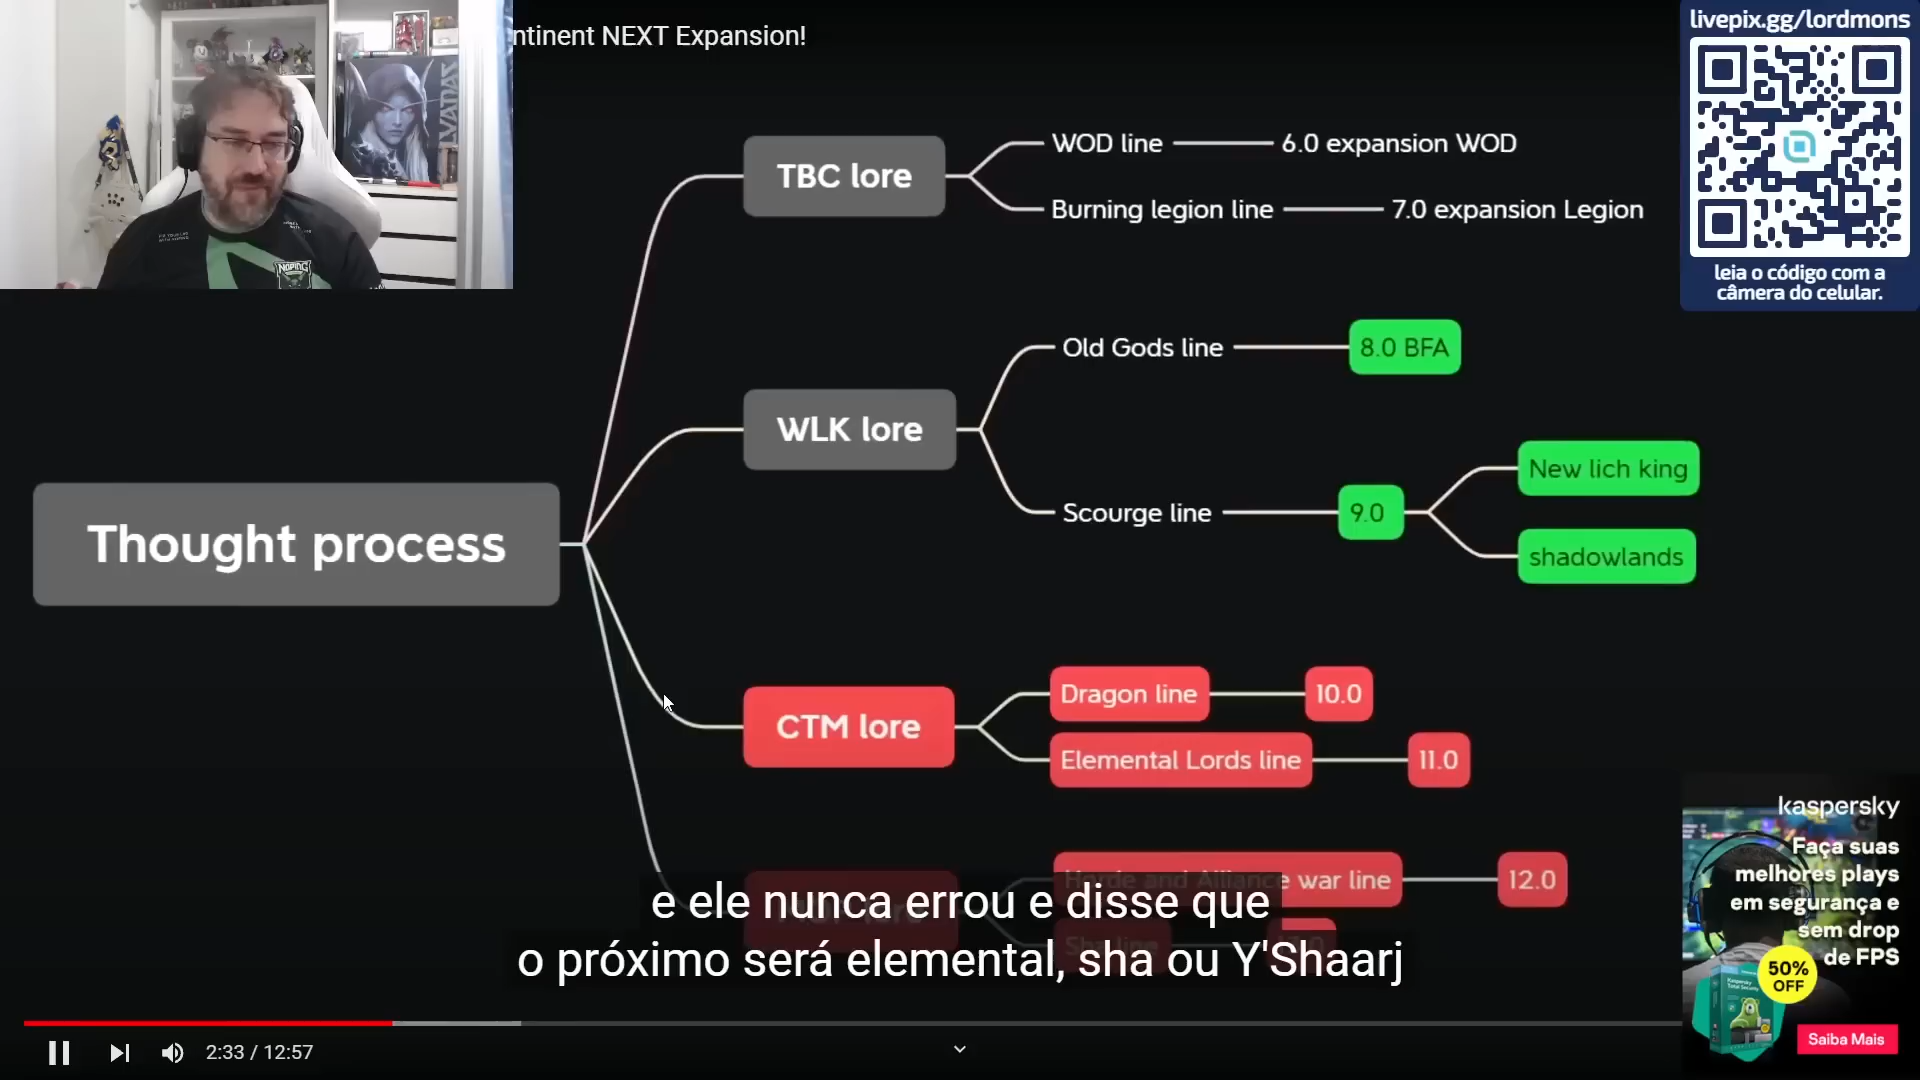 ntinent NEXT Expansion!
livepix.gg/lordmons
leia o código com a
câmera do celular.
NOPING
TBC lore
WOD line
6.0 expansion WOD
Burning legion line
7.0 expansion Legion
WLK lore
Old Gods line
8.0 BFA
Scourge line
9.0
New lich king
shadowlands
Thought process
CTM lore
Dragon line
10.0
Elemental Lords line
11.0
Horde and Alliance war line
12.0
e ele nunca errou e disse que
o próximo será elemental, sha ou Y'Shaarj
kaspersky
Faça suas
melhores plays
em segurança e
sem drop
de FPS
50%
OFF
Saiba Mais
2:33 / 12:57